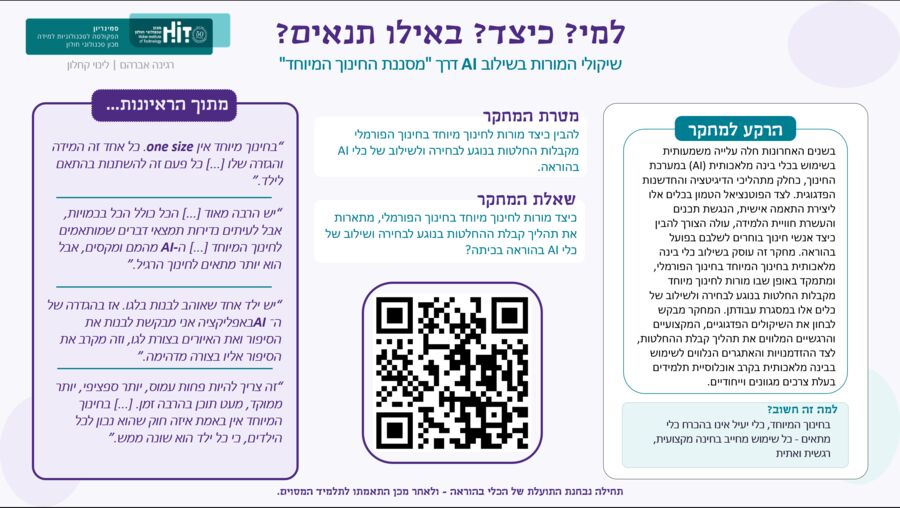 למי? כיצד? באילו תנאים?
שיקולי המורות בשילוב AI דרך "מסננת החינוך המיוחד"
סמינריון
הפקולטה לטכנולוגיות למידה
מכון טכנולוגי חולון
HiT
מכון
טכנולוגי חולון
Holon Institute
of Technology
50
רגינה אברהם | לינוי קחלון
הרקע למחקר
בשנים האחרונות חלה עלייה משמעותית
בשימוש בכלי בינה מלאכותית (AI) במערכת
החינוך, כחלק מתהליכי הדיגיטציה והחדשנות
הפדגוגית. לצד הפוטנציאל הטמון בכלים אלו
ליצירת התאמה אישית, הנגשת תכנים
והעשרת חוויית הלמידה, עולה הצורך להבין
כיצד אנשי חינוך בוחרים לשלבם בפועל
בהוראה. מחקר זה עוסק בשילוב כלי בינה
מלאכותית בחינוך המיוחד בחינוך הפורמלי,
ומתמקד באופן שבו מורות לחינוך מיוחד
מקבלות החלטות בנוגע לבחירה ולשילוב של
כלים אלו במסגרת עבודתן. המחקר מבקש
לבחון את השיקולים הפדגוגיים, המקצועיים
והרגשיים המלווים את תהליך קבלת ההחלטות,
לצד ההזדמנויות והאתגרים הנלווים לשימוש
בבינה מלאכותית בקרב אוכלוסיית תלמידים
בעלת צרכים מגוונים וייחודיים.
למה זה חשוב?
בחינוך המיוחד, כלי יעיל אינו בהכרח כלי
מתאים - כל שימוש מחייב בחינה מקצועית,
רגשית ואתית
מטרת המחקר
להבין כיצד מורות לחינוך מיוחד בחינוך הפורמלי
מקבלות החלטות בנוגע לבחירה ולשילוב של כלי AI
בהוראה.
שאלת המחקר
כיצד מורות לחינוך מיוחד בחינוך הפורמלי, מתארות
את תהליך קבלת ההחלטות בנוגע לבחירה ושילוב של
כלי AI בהוראה בכיתה?
מתוך הראיונות...
"בחינוך מיוחד אין one size. כל אחד זה המידה
והגזרה שלו [...] כל פעם זה להשתנות בהתאם
לילד."
"יש הרבה מאוד [...] הכל כולל הכל בכמויות,
אבל לעיתים נדירות תמצאי דברים שמותאמים
לחינוך המיוחד [...] ה-AI מהמם ומקסים, אבל
הוא יותר מתאים לחינוך הרגיל."
"יש ילד אחד שאוהב לבנות בלגו. אז בהגדרה של
ה־ AIבאפליקציה אני מבקשת לבנות את
הסיפור ואת האיורים בצורת לגו, וזה מקרב את
הסיפור אליו בצורה מדהימה."
"זה צריך להיות פחות עמוס, יותר ספציפי, יותר
ממוקד, מעט תוכן בהרבה זמן. [...] בחינוך
המיוחד אין באמת איזה חוק שהוא נכון לכל
הילדים, כי כל ילד הוא שונה ממש."
תחילה נבחנת התועלת של הכלי בהוראה - ולאחר מכן התאמתו לתלמיד המסוים.